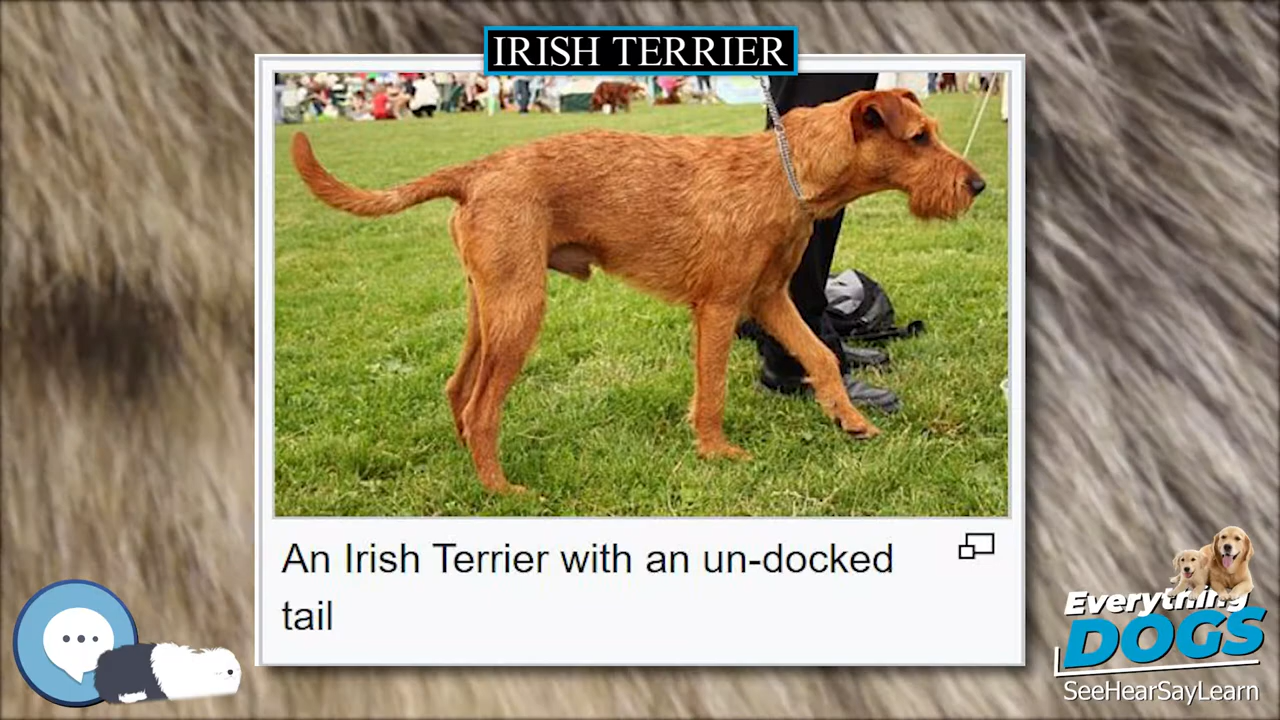 IRISH TERRIER
An Irish Terrier with an un-docked
tail
Everything
DOGS
SeeHearSayLearn